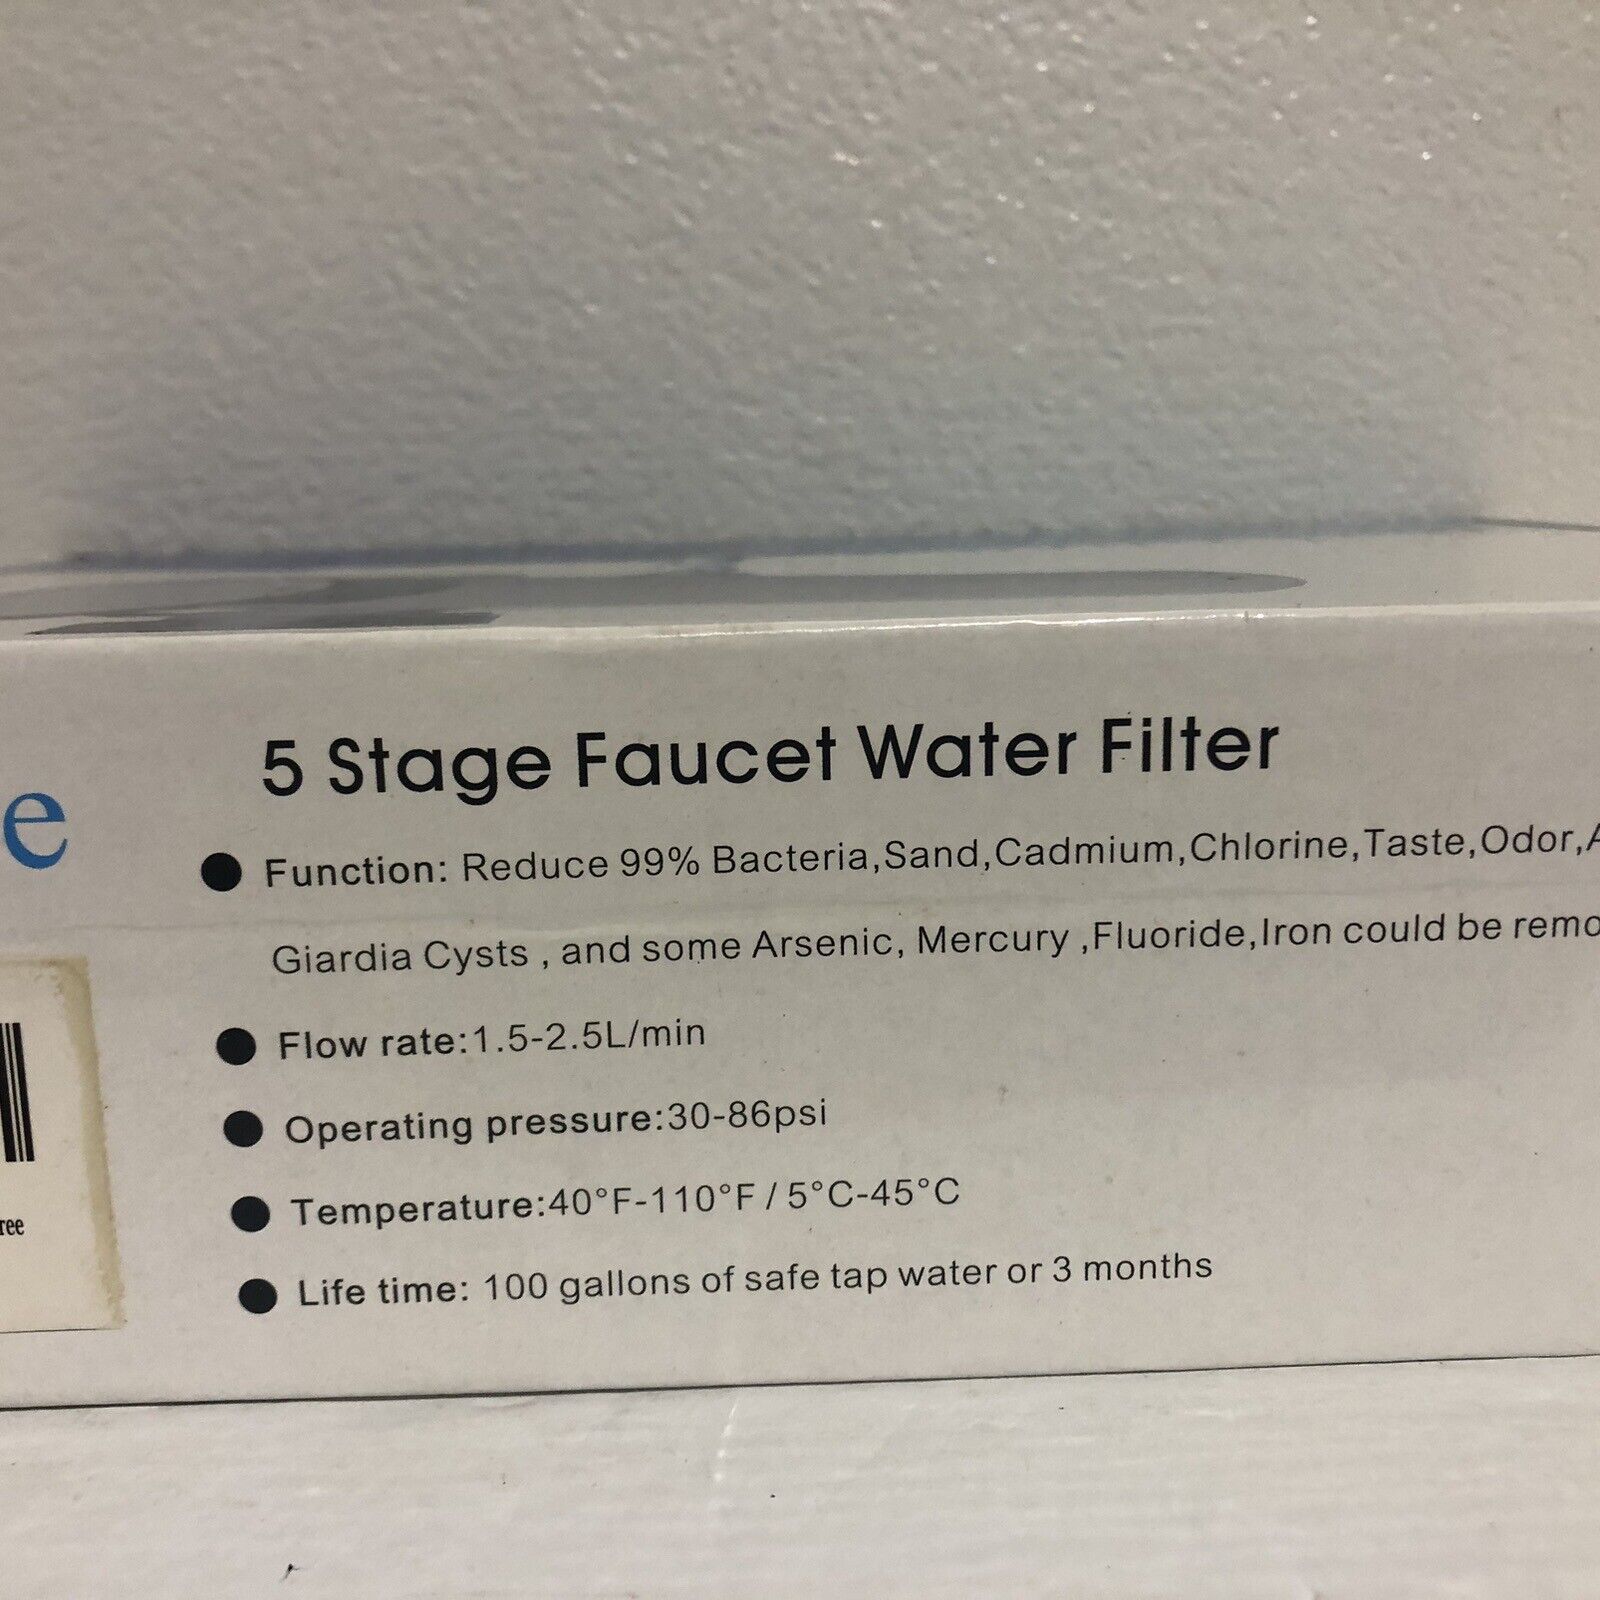 5 Stage Faucet Water Filter
e
● Function: Reduce 99% Bacteria,Sand,Cadmium,Chlorine,Taste,Odor,
Giardia Cysts , and some Arsenic, Mercury ,Fluoride,Iron could be remo
● Flow rate:1.5-2.5L/min
● Operating pressure:30-86psi
● Temperature:40°F-110°F / 5°C-45°C
ree
● Life time: 100 gallons of safe tap water or 3 months